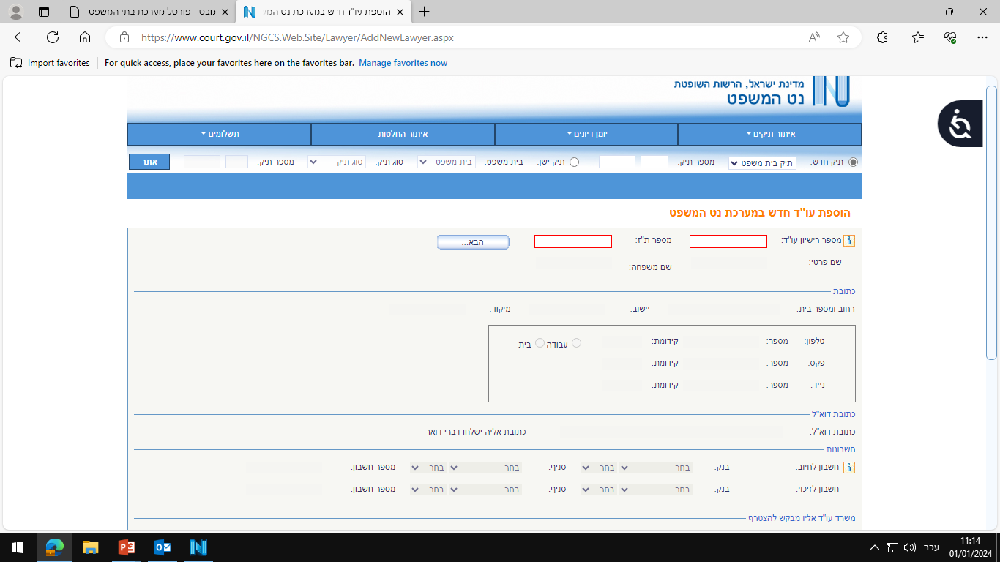 מבט - פורטל מערכת בתי המשפט
הוספת עו"ד חדש במערכת נט המש
https://www.court.gov.il/NGCS.Web.Site/Lawyer/AddNewLawyer.aspx
Import favorites
For quick access, place your favorites here on the favorites bar. Manage favorites now
מדינת ישראל, הרשות השופטת
נט המשפט
איתור תיקים
יומן דיונים
איתור החלטות
תשלומים
תיק חדש: תיק בית משפט מספר תיק: - תיק ישן: בית משפט: בית משפט סוג תיק: סוג תיק מספר תיק: - אתר
הוספת עו"ד חדש במערכת נט המשפט
מספר רישיון עו"ד: מספר ת"ז: הבא...
שם פרטי: שם משפחה:
כתובת
רחוב ומספר בית: יישוב: מיקוד:
טלפון: מספר: קידומת: עבודה בית
פקס: מספר: קידומת:
נייד: מספר: קידומת:
כתובת דוא"ל
כתובת דוא"ל: כתובת אליה ישלחו דברי דואר
חשבונות
חשבון לחיוב: בנק: בחר בחר סניף: בחר בחר מספר חשבון:
חשבון לזיכוי: בנק: בחר בחר סניף: בחר בחר מספר חשבון:
משרד עו"ד אליו מבקש להצטרף
עבר
11:14
01/01/2024